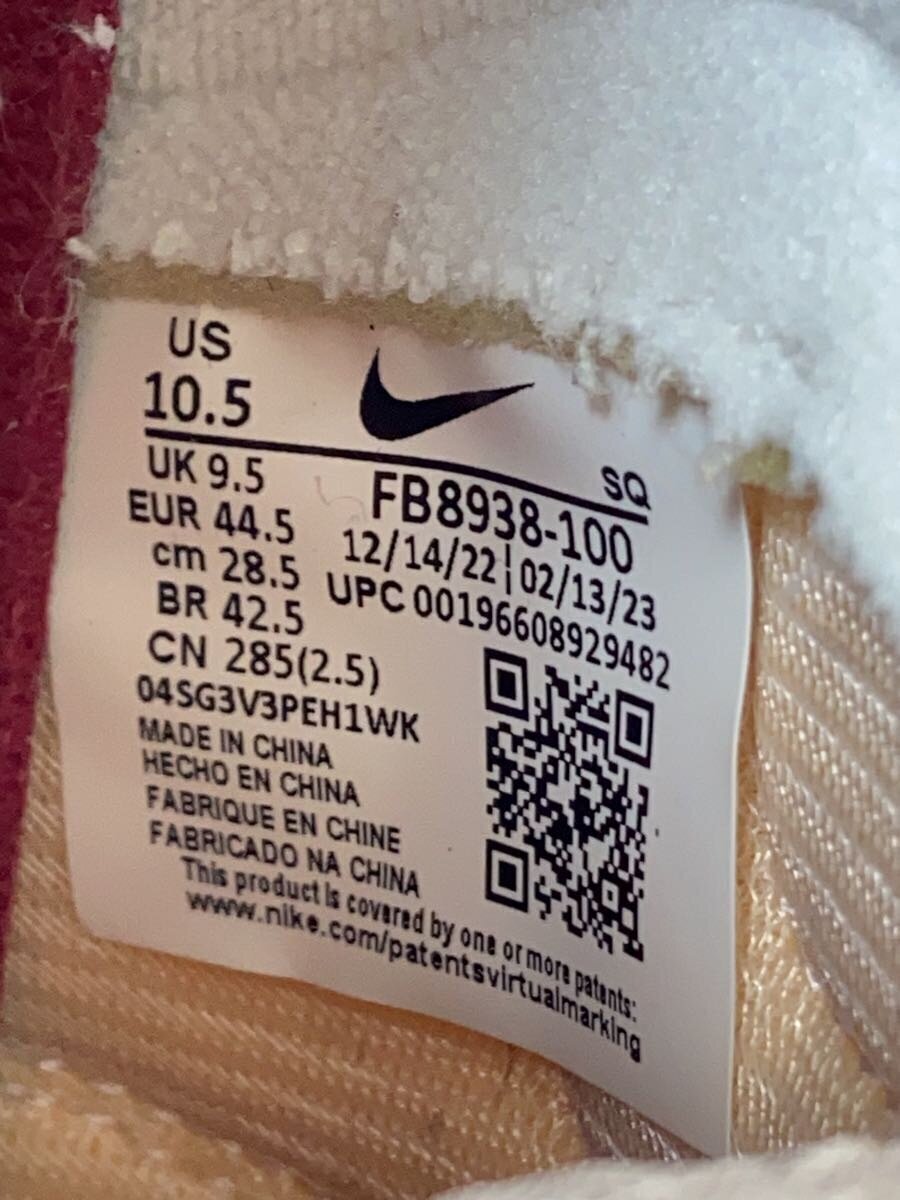 US
10.5
SQ
UK 9.5
FB8938-100
EUR 44.5
12/14/22|02/13/23
cm 28.5
UPC 00196608929482
BR 42.5
CN 285(2.5)
04SG3V3PEH1WK
MADE IN CHINA
HECHO EN CHINA
FABRIQUE EN CHINE
FABRICADO NA CHINA
This product is covered by one or more patents:
www.nike.com/patentsvirtualmarking